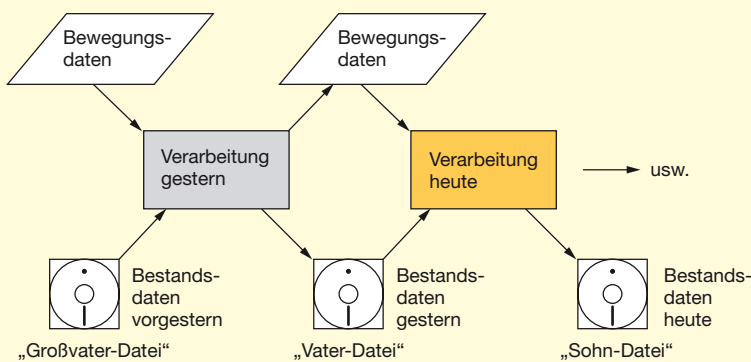 Bewegungs-
daten
Bewegungs-
daten
Verarbeitung
gestern
Verarbeitung
heute
usw.
Bestands-
daten
vorgestern
„Großvater-Datei“
Bestands-
daten
gestern
„Vater-Datei“
Bestands-
daten
heute
„Sohn-Datei“